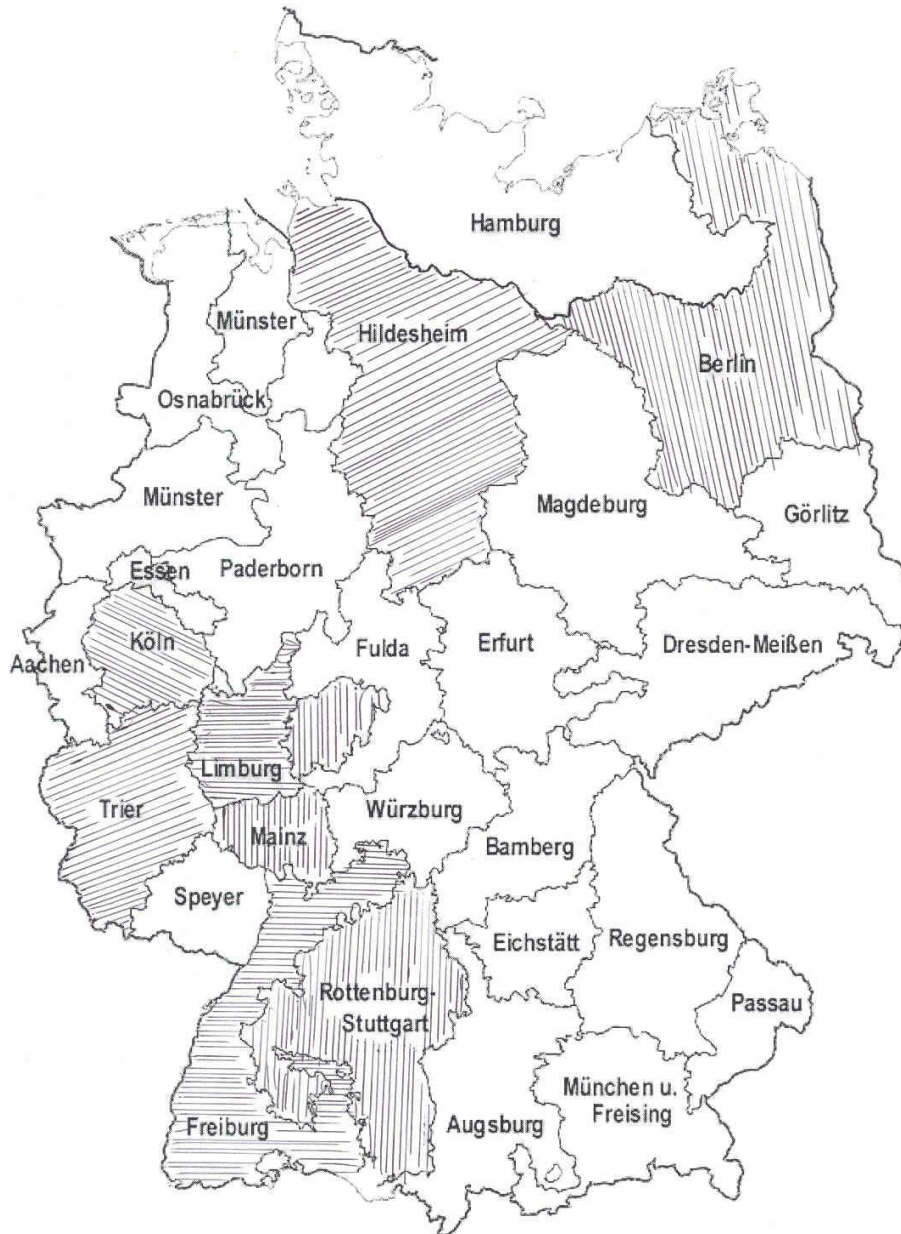 Hamburg
Münster
Hildesheim
Berlin
Osnabrück
Münster
Magdeburg
Görlitz
Essen
Paderborn
Köln
Aachen
Fulda
Erfurt
Dresden-Meißen
Limburg
Trier
Würzburg
Mainz
Bamberg
Speyer
Eichstätt
Regensburg
Rottenburg-
Stuttgart
Passau
München u.
Freising
Freiburg
Augsburg